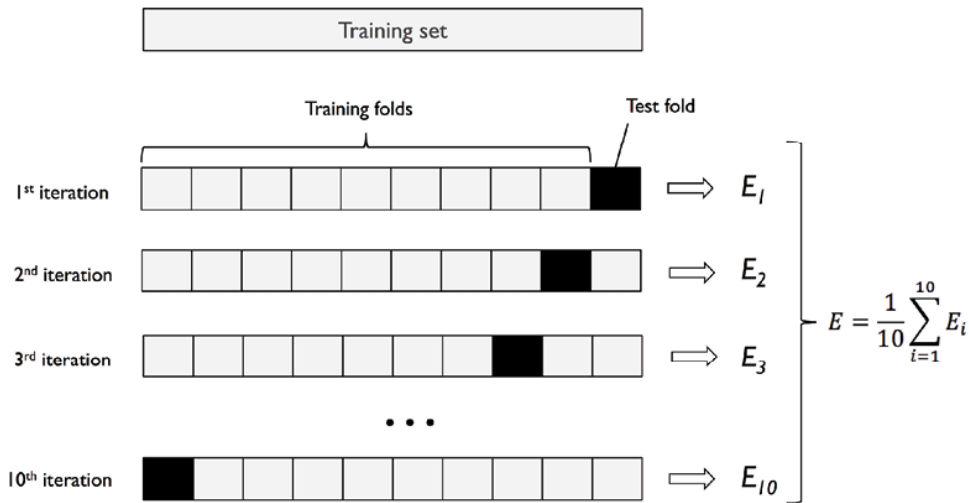 Training set
Training folds
Test fold
1st iteration
E1
2nd iteration
E2
3rd iteration
E3
E = 1/10 ∑ i=1 10 Ei
• • •
10th iteration
E10